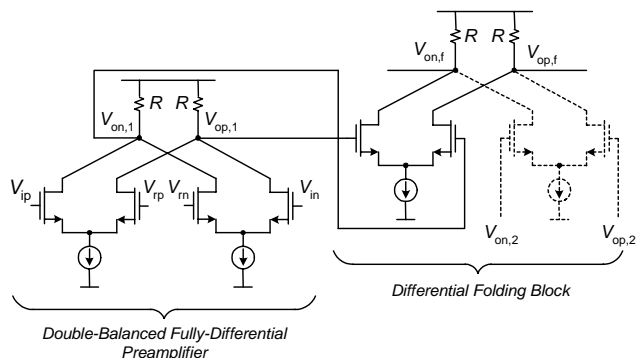 V_on,f R R V_op,f
V_on,1 R R V_op,1
V_ip V_rp V_rn V_in
V_on,2 V_op,2
Differential Folding Block
Double-Balanced Fully-Differential
Preamplifier